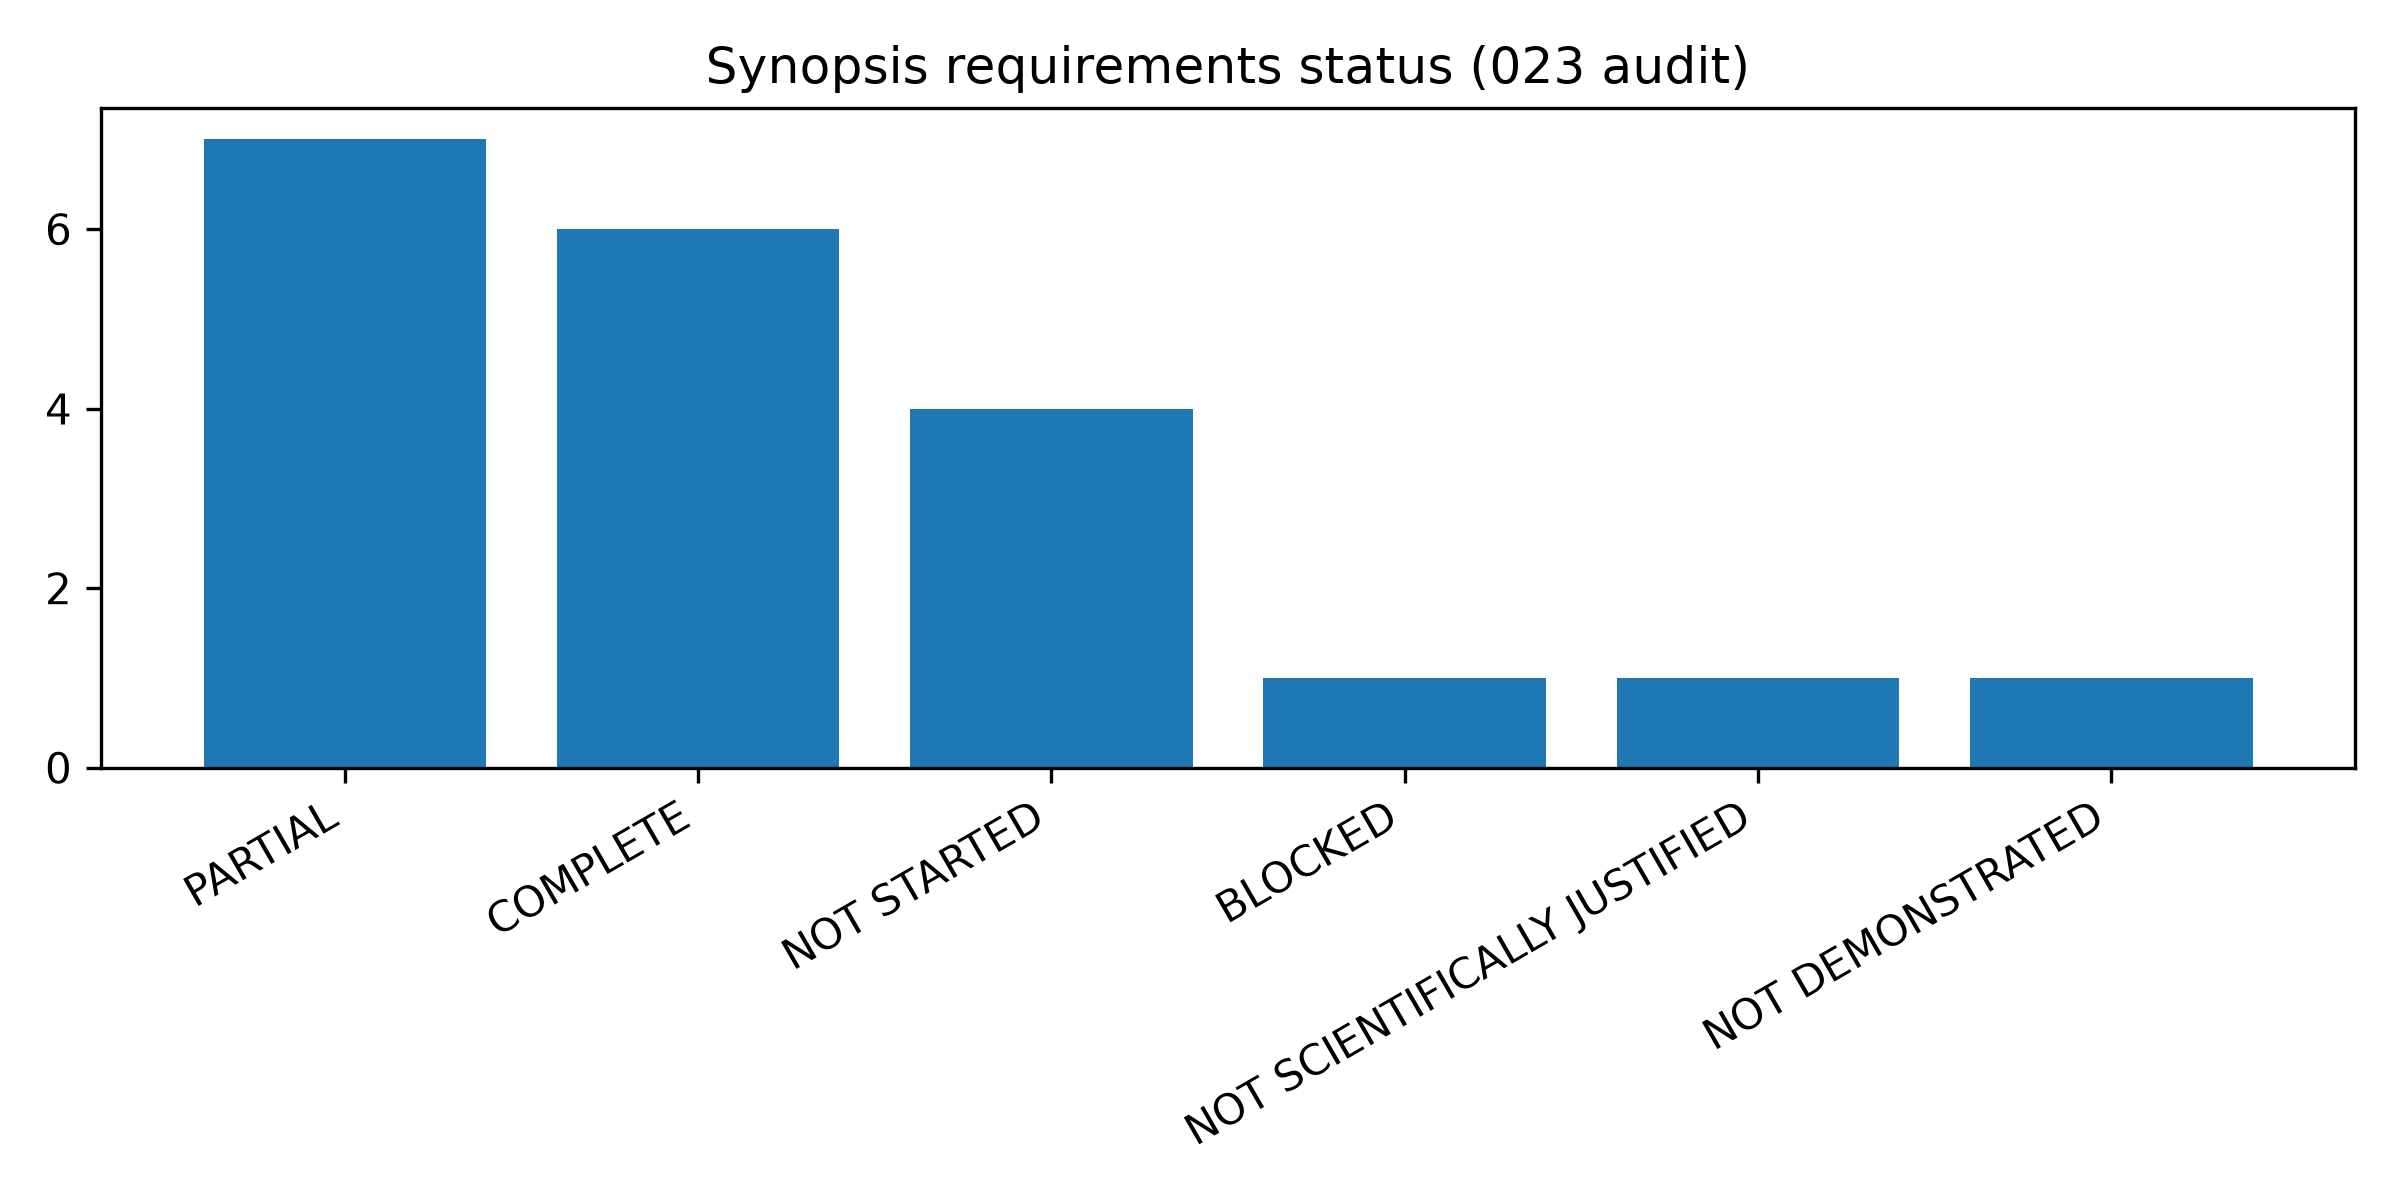 Synopsis requirements status (023 audit)
6
4
2
0
PARTIAL
COMPLETE
NOT STARTED
BLOCKED
NOT SCIENTIFICALLY JUSTIFIED
NOT DEMONSTRATED